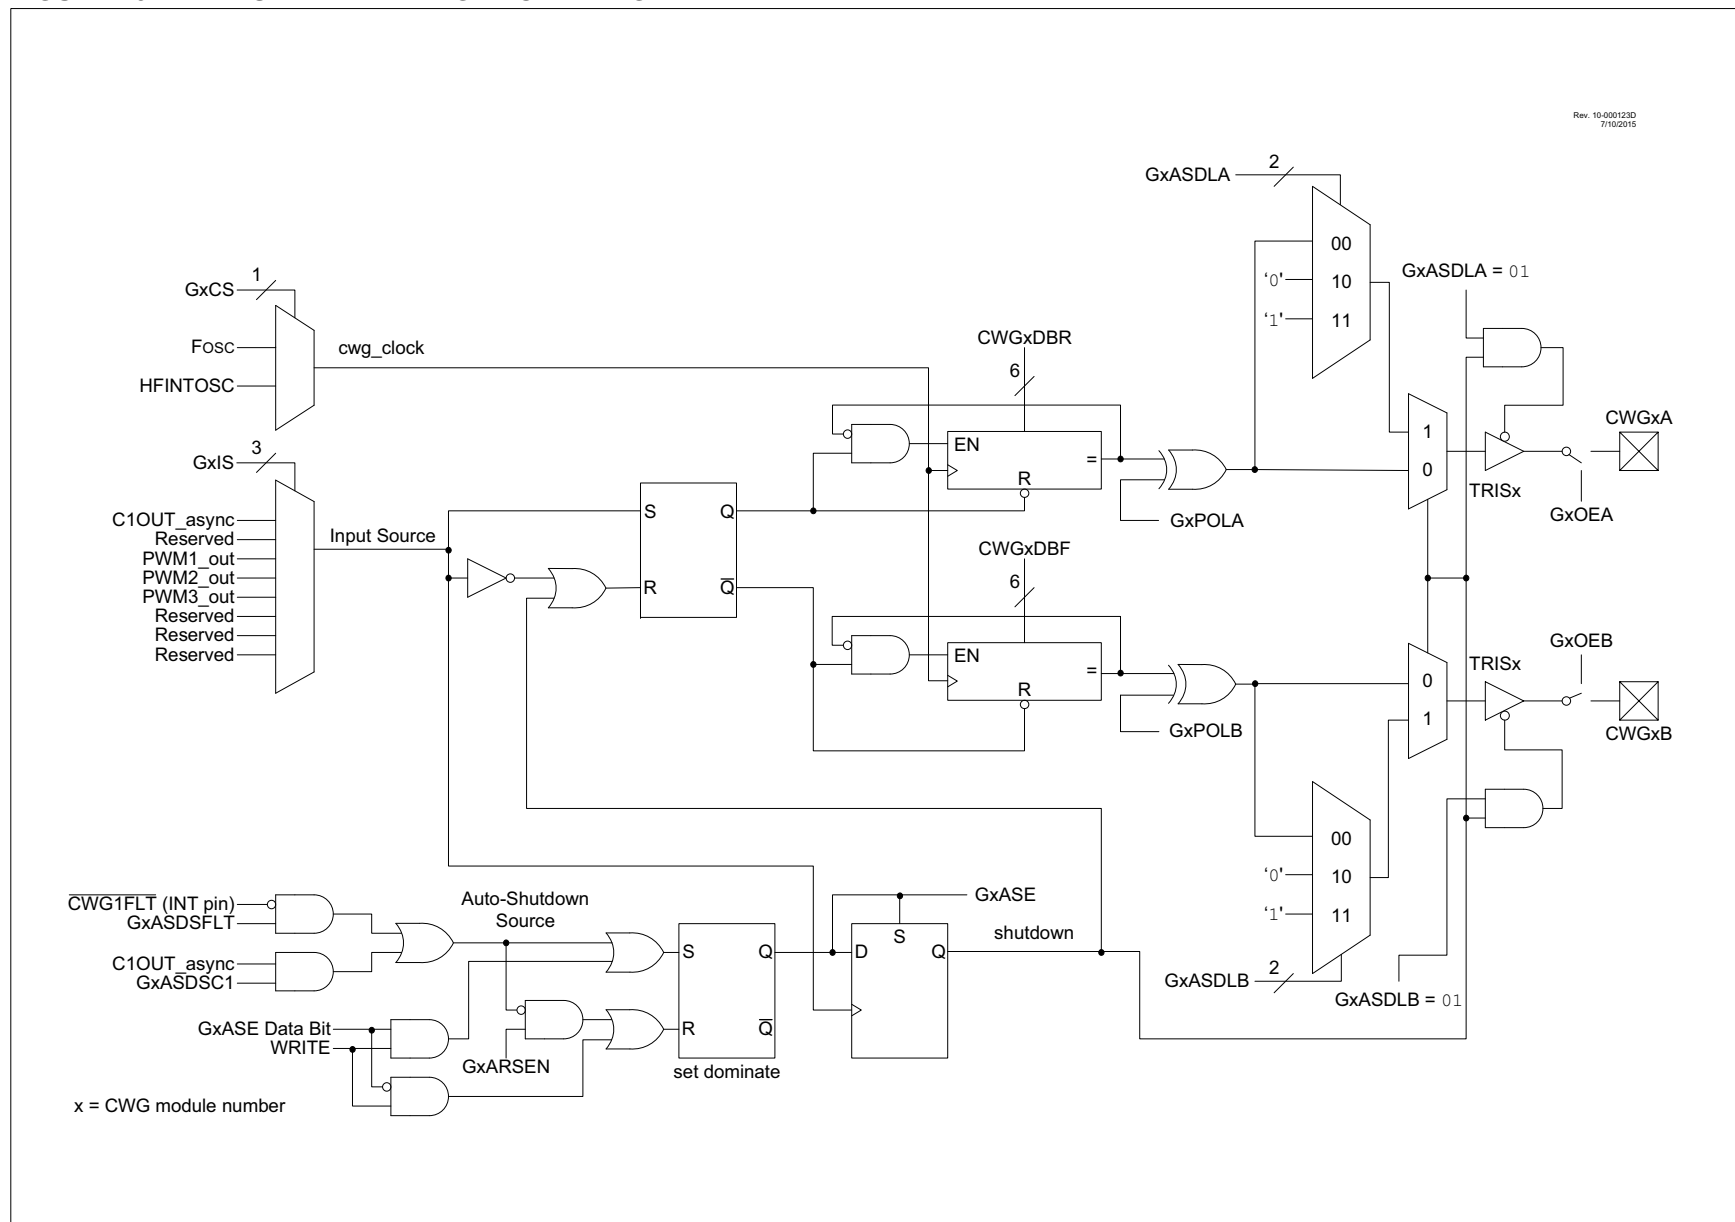 Rev. 10-000123D
7/10/2015
GxASDLA
2
00
'0'
10
'1'
11
GxASDLA = 01
GxCS
1
FOSC
HFINTOSC
cwg_clock
CWGxDBR
6
EN
=
R
GxPOLA
1
0
TRISx
GxOEA
CWGxA
GxIS
3
C1OUT_async
Reserved
PWM1_out
PWM2_out
PWM3_out
Reserved
Reserved
Reserved
Input Source
S
Q
R
Q
CWGxDBF
6
EN
=
R
GxPOLB
0
1
TRISx
GxOEB
CWGxB
00
'0'
10
'1'
11
GxASDLB
2
GxASDLB = 01
CWG1FLT (INT pin)
GxASDSFLT
C1OUT_async
GxASDSC1
Auto-Shutdown
Source
GxASE Data Bit
WRITE
GxARSEN
S
Q
R
Q
set dominate
D
S
Q
GxASE
shutdown
x = CWG module number